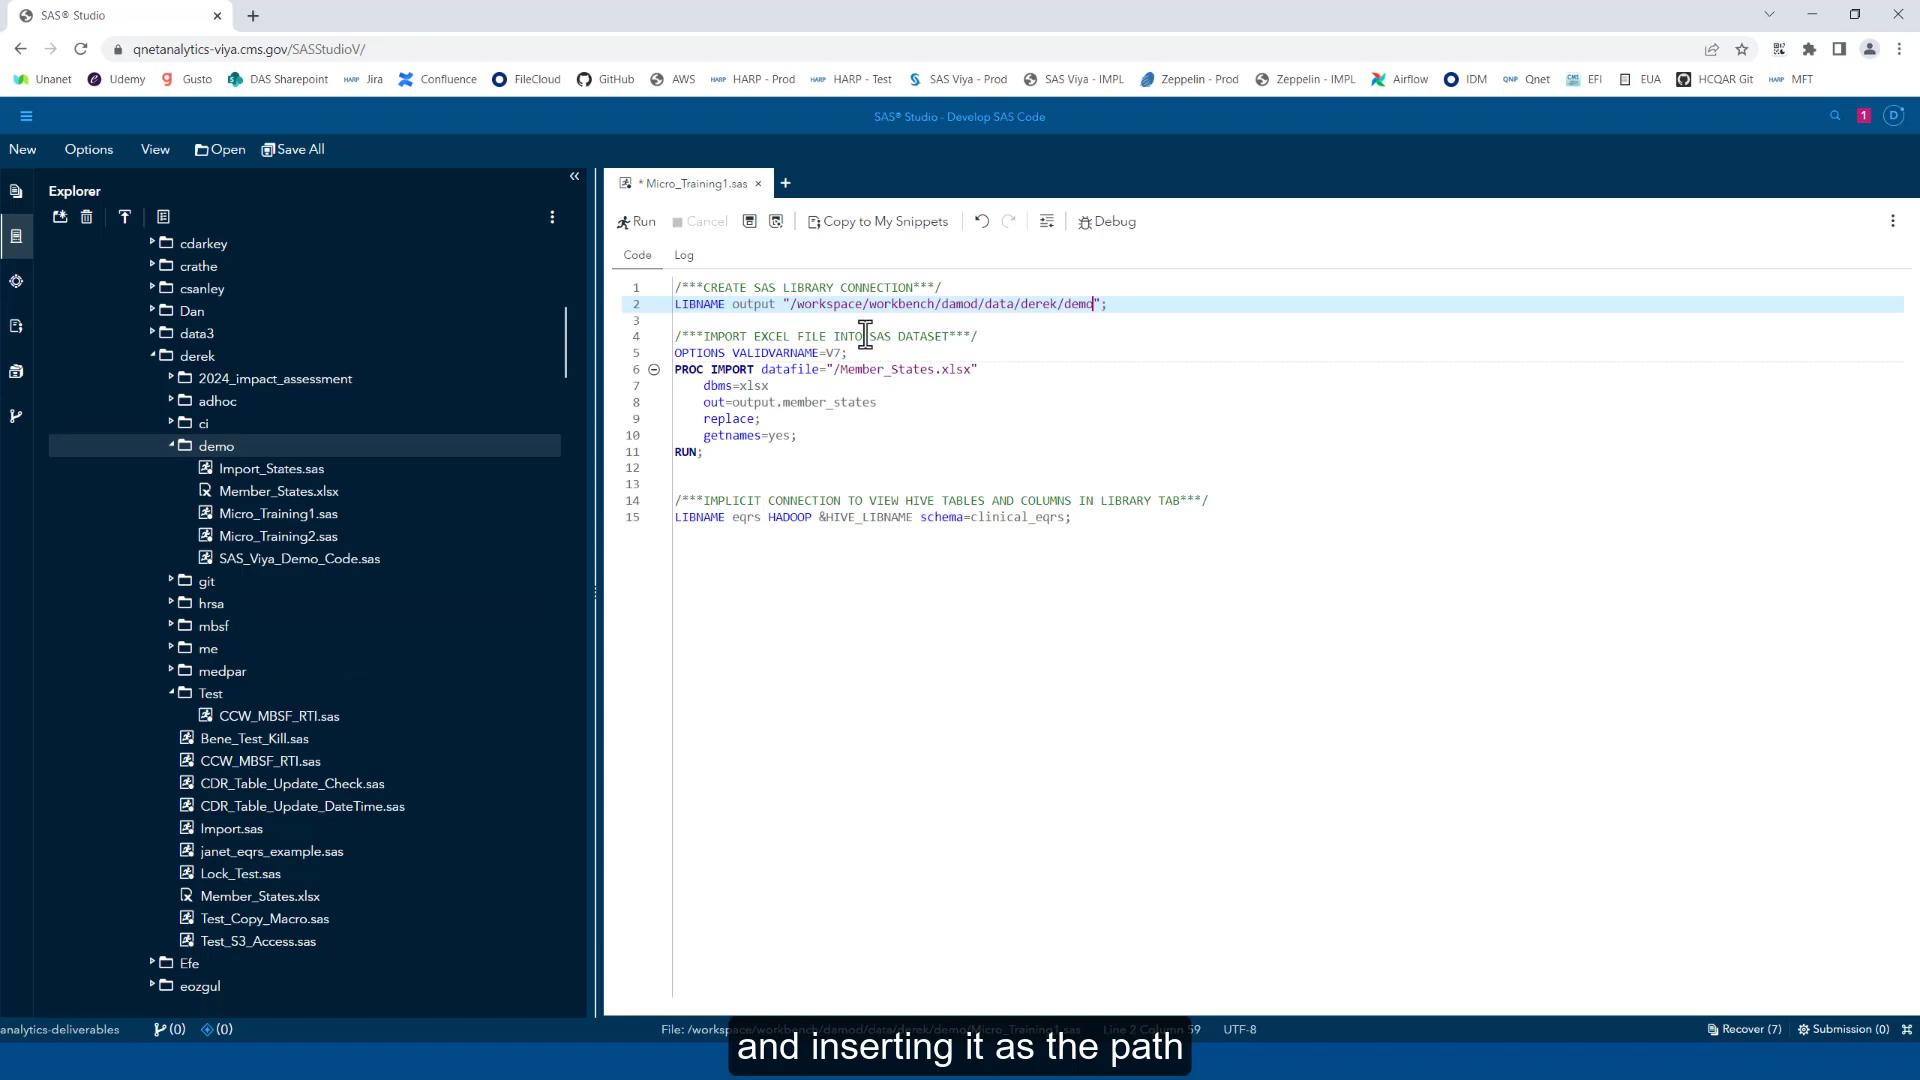 SAS® Studio
qnetanalytics-viya.cms.gov/SASStudioV/
Unanet Udemy Gusto DAS Sharepoint HARP Jira Confluence FileCloud GitHub AWS HARP HARP - Prod HARP HARP - Test SAS Viya - Prod SAS Viya - IMPL Zeppelin - Prod Zeppelin - IMPL Airflow IDM QNP Qnet CMS EFI EUA HCQAR Git HARP MFT
SAS® Studio - Develop SAS Code
1 D
New Options View Open Save All
Explorer
cdarkey
crathe
csanley
Dan
data3
derek
2024_impact_assessment
adhoc
ci
demo
Import_States.sas
Member_States.xlsx
Micro_Training1.sas
Micro_Training2.sas
SAS_Viya_Demo_Code.sas
git
hrsa
mbsf
me
medpar
Test
CCW_MBSF_RTI.sas
Bene_Test_Kill.sas
CCW_MBSF_RTI.sas
CDR_Table_Update_Check.sas
CDR_Table_Update_DateTime.sas
Import.sas
janet_eqrs_example.sas
Lock_Test.sas
Member_States.xlsx
Test_Copy_Macro.sas
Test_S3_Access.sas
Efe
eozgul
* Micro_Training1.sas
Run Cancel Copy to My Snippets Debug
Code Log
1 /***CREATE SAS LIBRARY CONNECTION***/
2 LIBNAME output "/workspace/workbench/damod/data/derek/demo";
3
4 /***IMPORT EXCEL FILE INTO SAS DATASET***/
5 OPTIONS VALIDVARNAME=V7;
6 PROC IMPORT datafile="/Member_States.xlsx"
7 dbms=xlsx
8 out=output.member_states
9 replace;
10 getnames=yes;
11 RUN;
12
13
14 /***IMPLICIT CONNECTION TO VIEW HIVE TABLES AND COLUMNS IN LIBRARY TAB***/
15 LIBNAME eqrs HADOOP &HIVE_LIBNAME schema=clinical_eqrs;
analytics-deliverables (0) (0) File: /workspace/workbench/damod/data/derek/demo/Micro_Training1.sas Line 2 Column 59 UTF-8 Recover (7) Submission (0)
and inserting it as the path